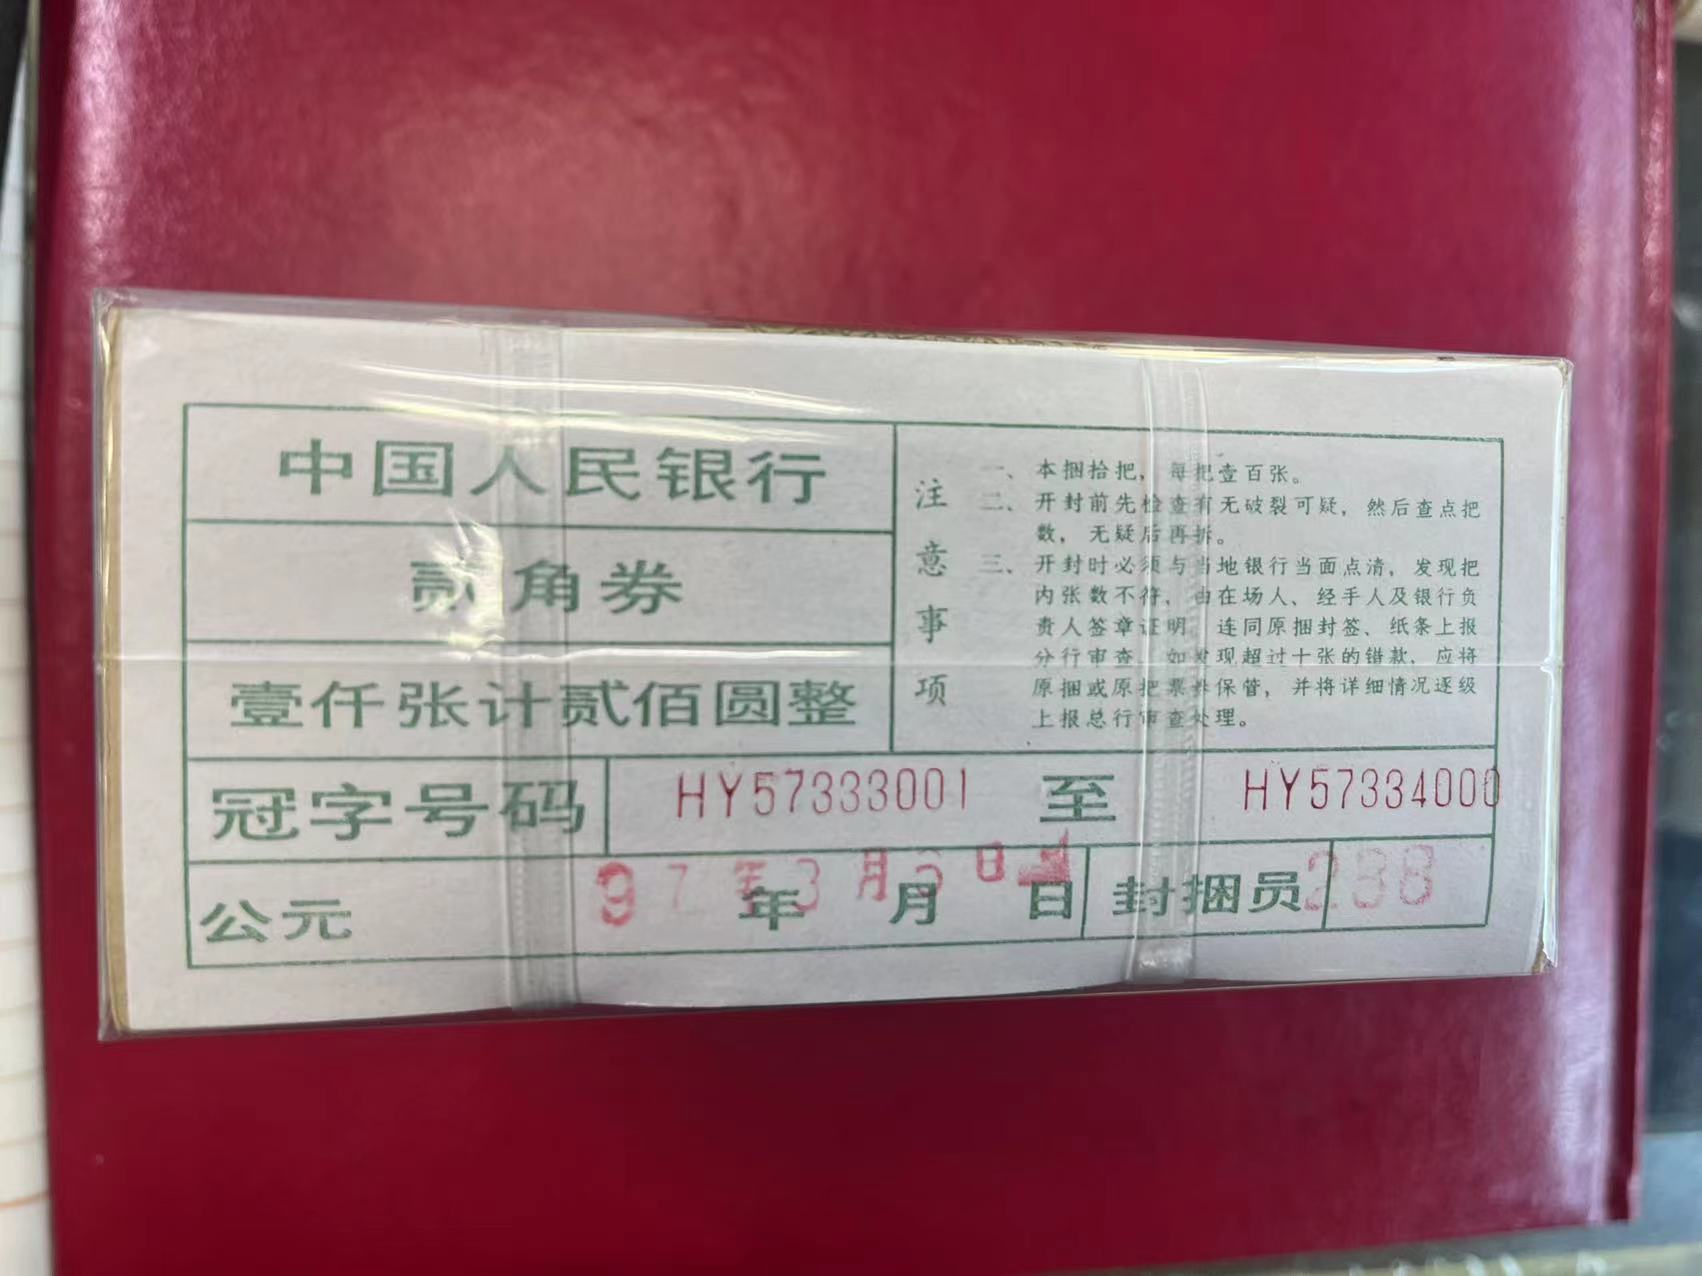 中国人民银行
贰角券
壹仟张计贰佰圆整
注意事项
一、本捆拾把，每把壹百张。
二、开封前先检查有无破裂可疑，然后查点把
数，无疑后再拆。
三、开封时必须与当地银行当面点清，发现把
内张数不符，由在场人、经手人及银行负
责人签章证明，连同原捆封签、纸条上报
分行审查。如发现超过十张的错款，应将
原捆或原把票券保管，并将详细情况逐级
上报总行审查处理。
冠字号码 HY57333001 至 HY57334000
公元 年 月 日 封捆员 238
97年3月 日